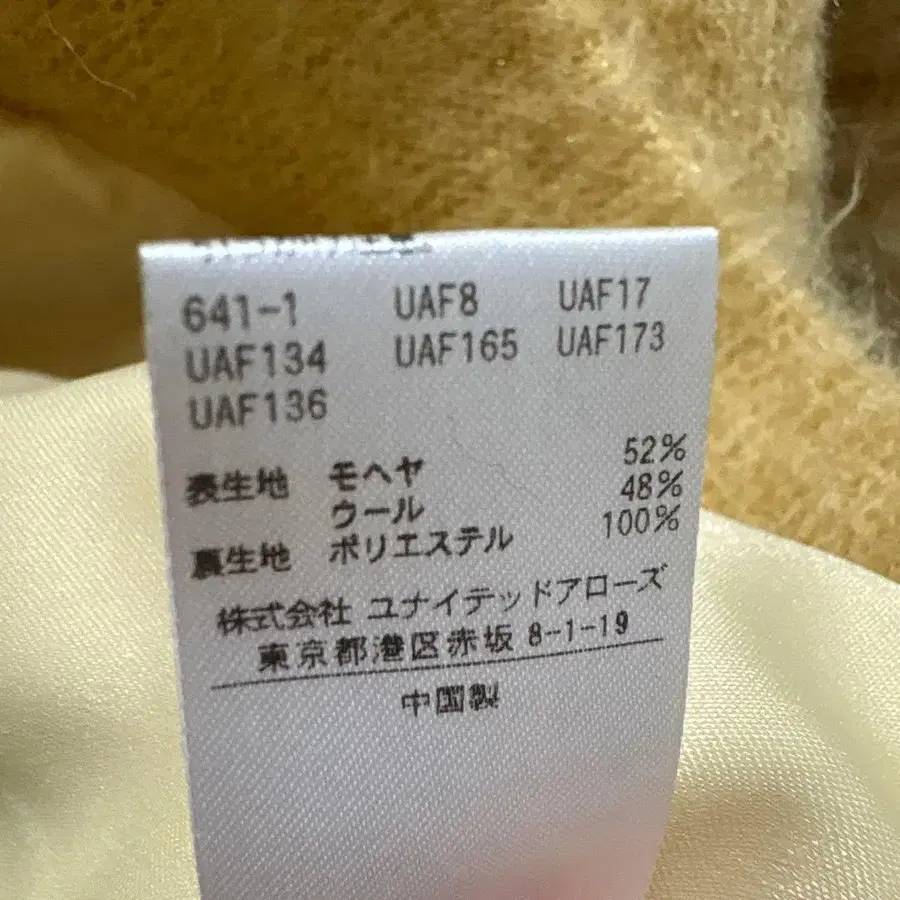 641-1 UAF8 UAF17
UAF134 UAF165 UAF173
UAF136
表生地 モヘヤ 52%
ウール 48%
裏生地 ポリエステル 100%
株式会社 ユナイテッドアローズ
東京都港区赤坂 8-1-19
中国製